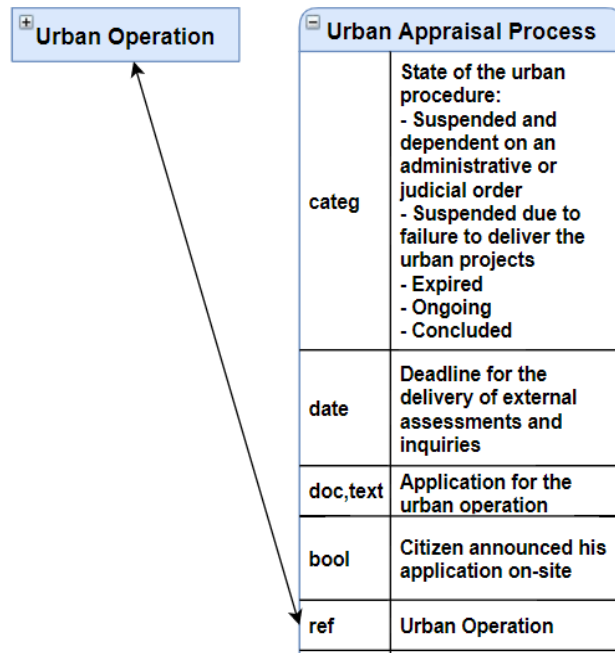 Urban Operation
Urban Appraisal Process
categ
State of the urban
procedure:
- Suspended and
dependent on an
administrative or
judicial order
- Suspended due to
failure to deliver the
urban projects
- Expired
- Ongoing
- Concluded
date
Deadline for the
delivery of external
assessments and
inquiries
doc,text
Application for the
urban operation
bool
Citizen announced his
application on-site
ref
Urban Operation